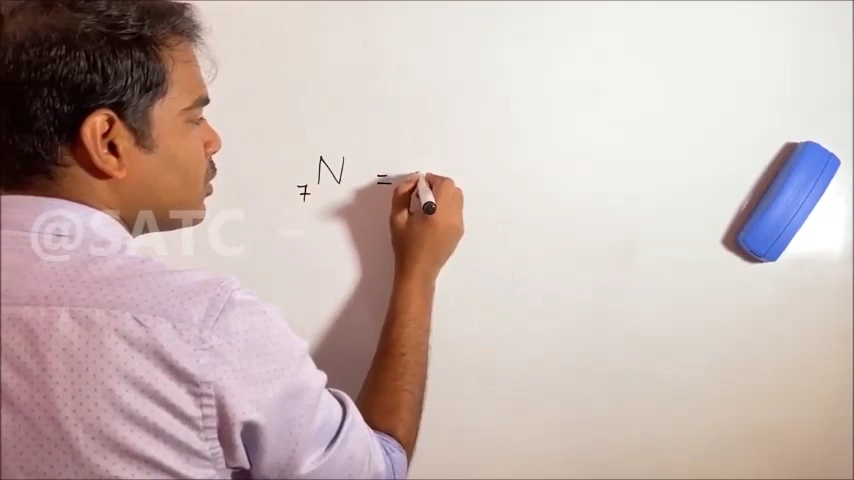 ₇N =
@SATC